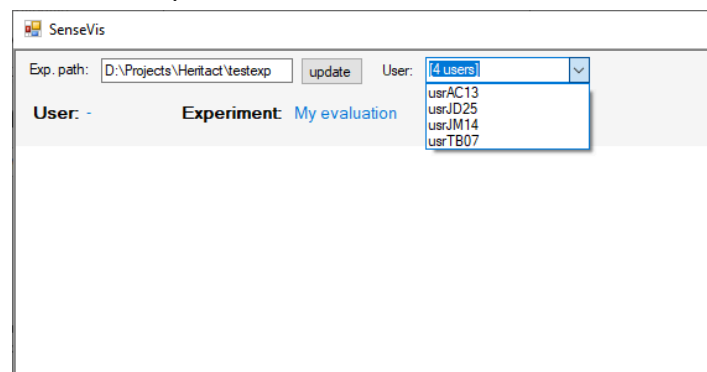 SenseVis
Exp. path: D:\Projects\Heritact\testexp update User: [4 users]
usrAC13
User: - Experiment: My evaluation
usrJD25
usrJM14
usrTB07